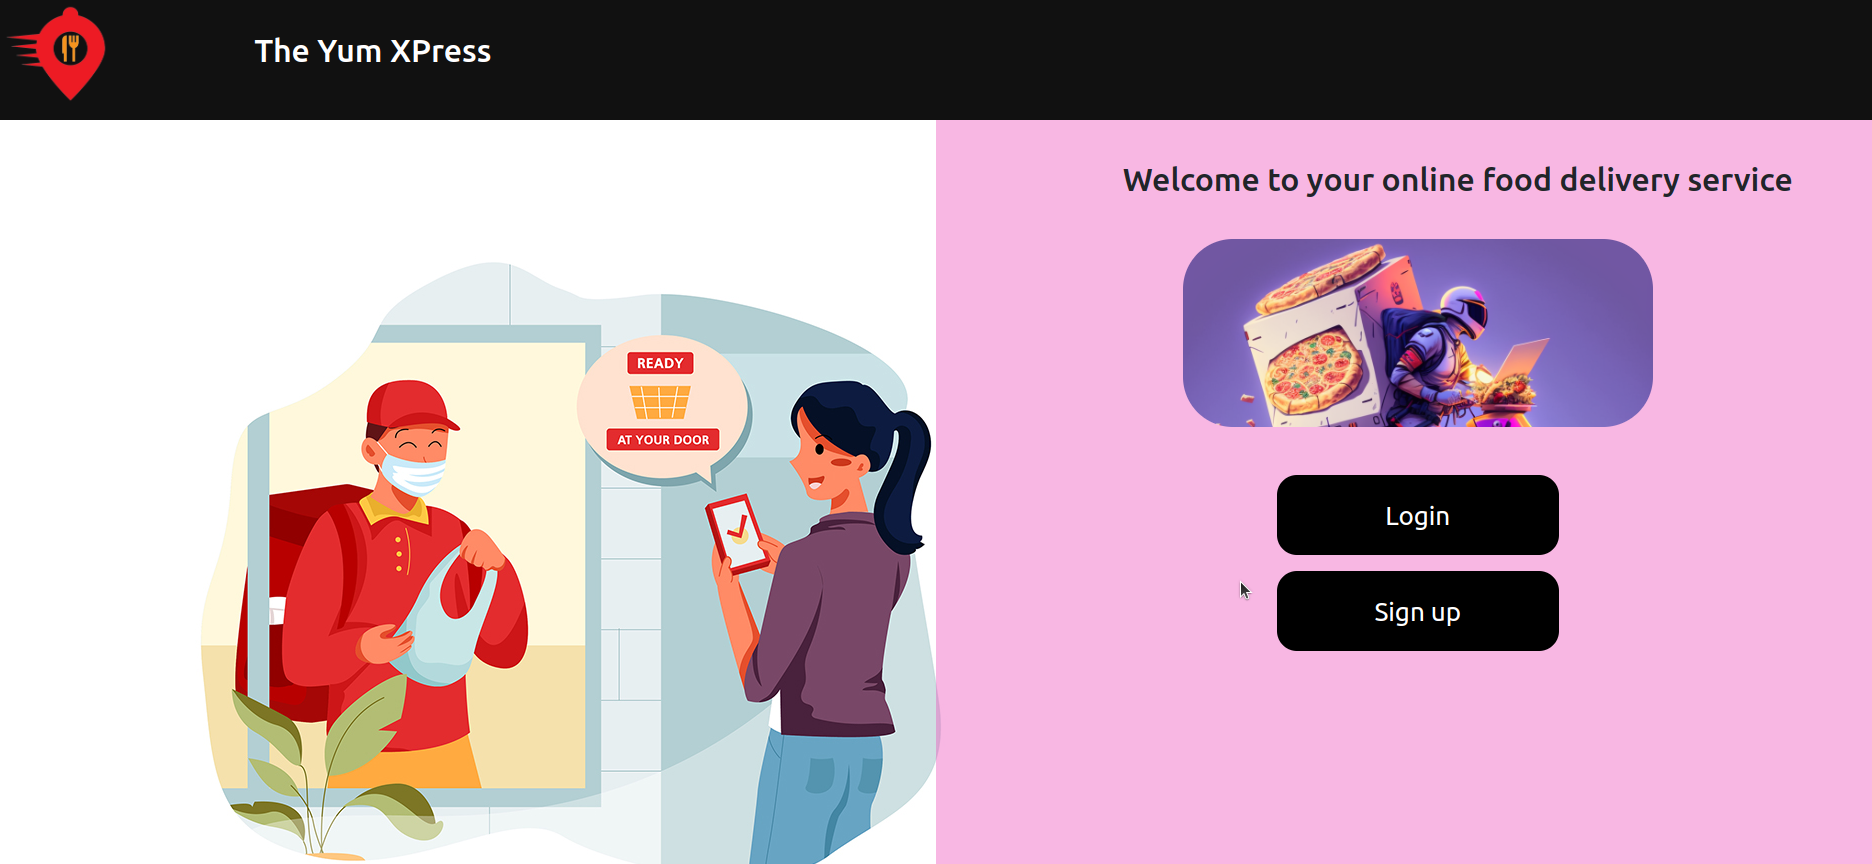 The Yum XPress
Welcome to your online food delivery service
READY
AT YOUR DOOR
Login
Sign up